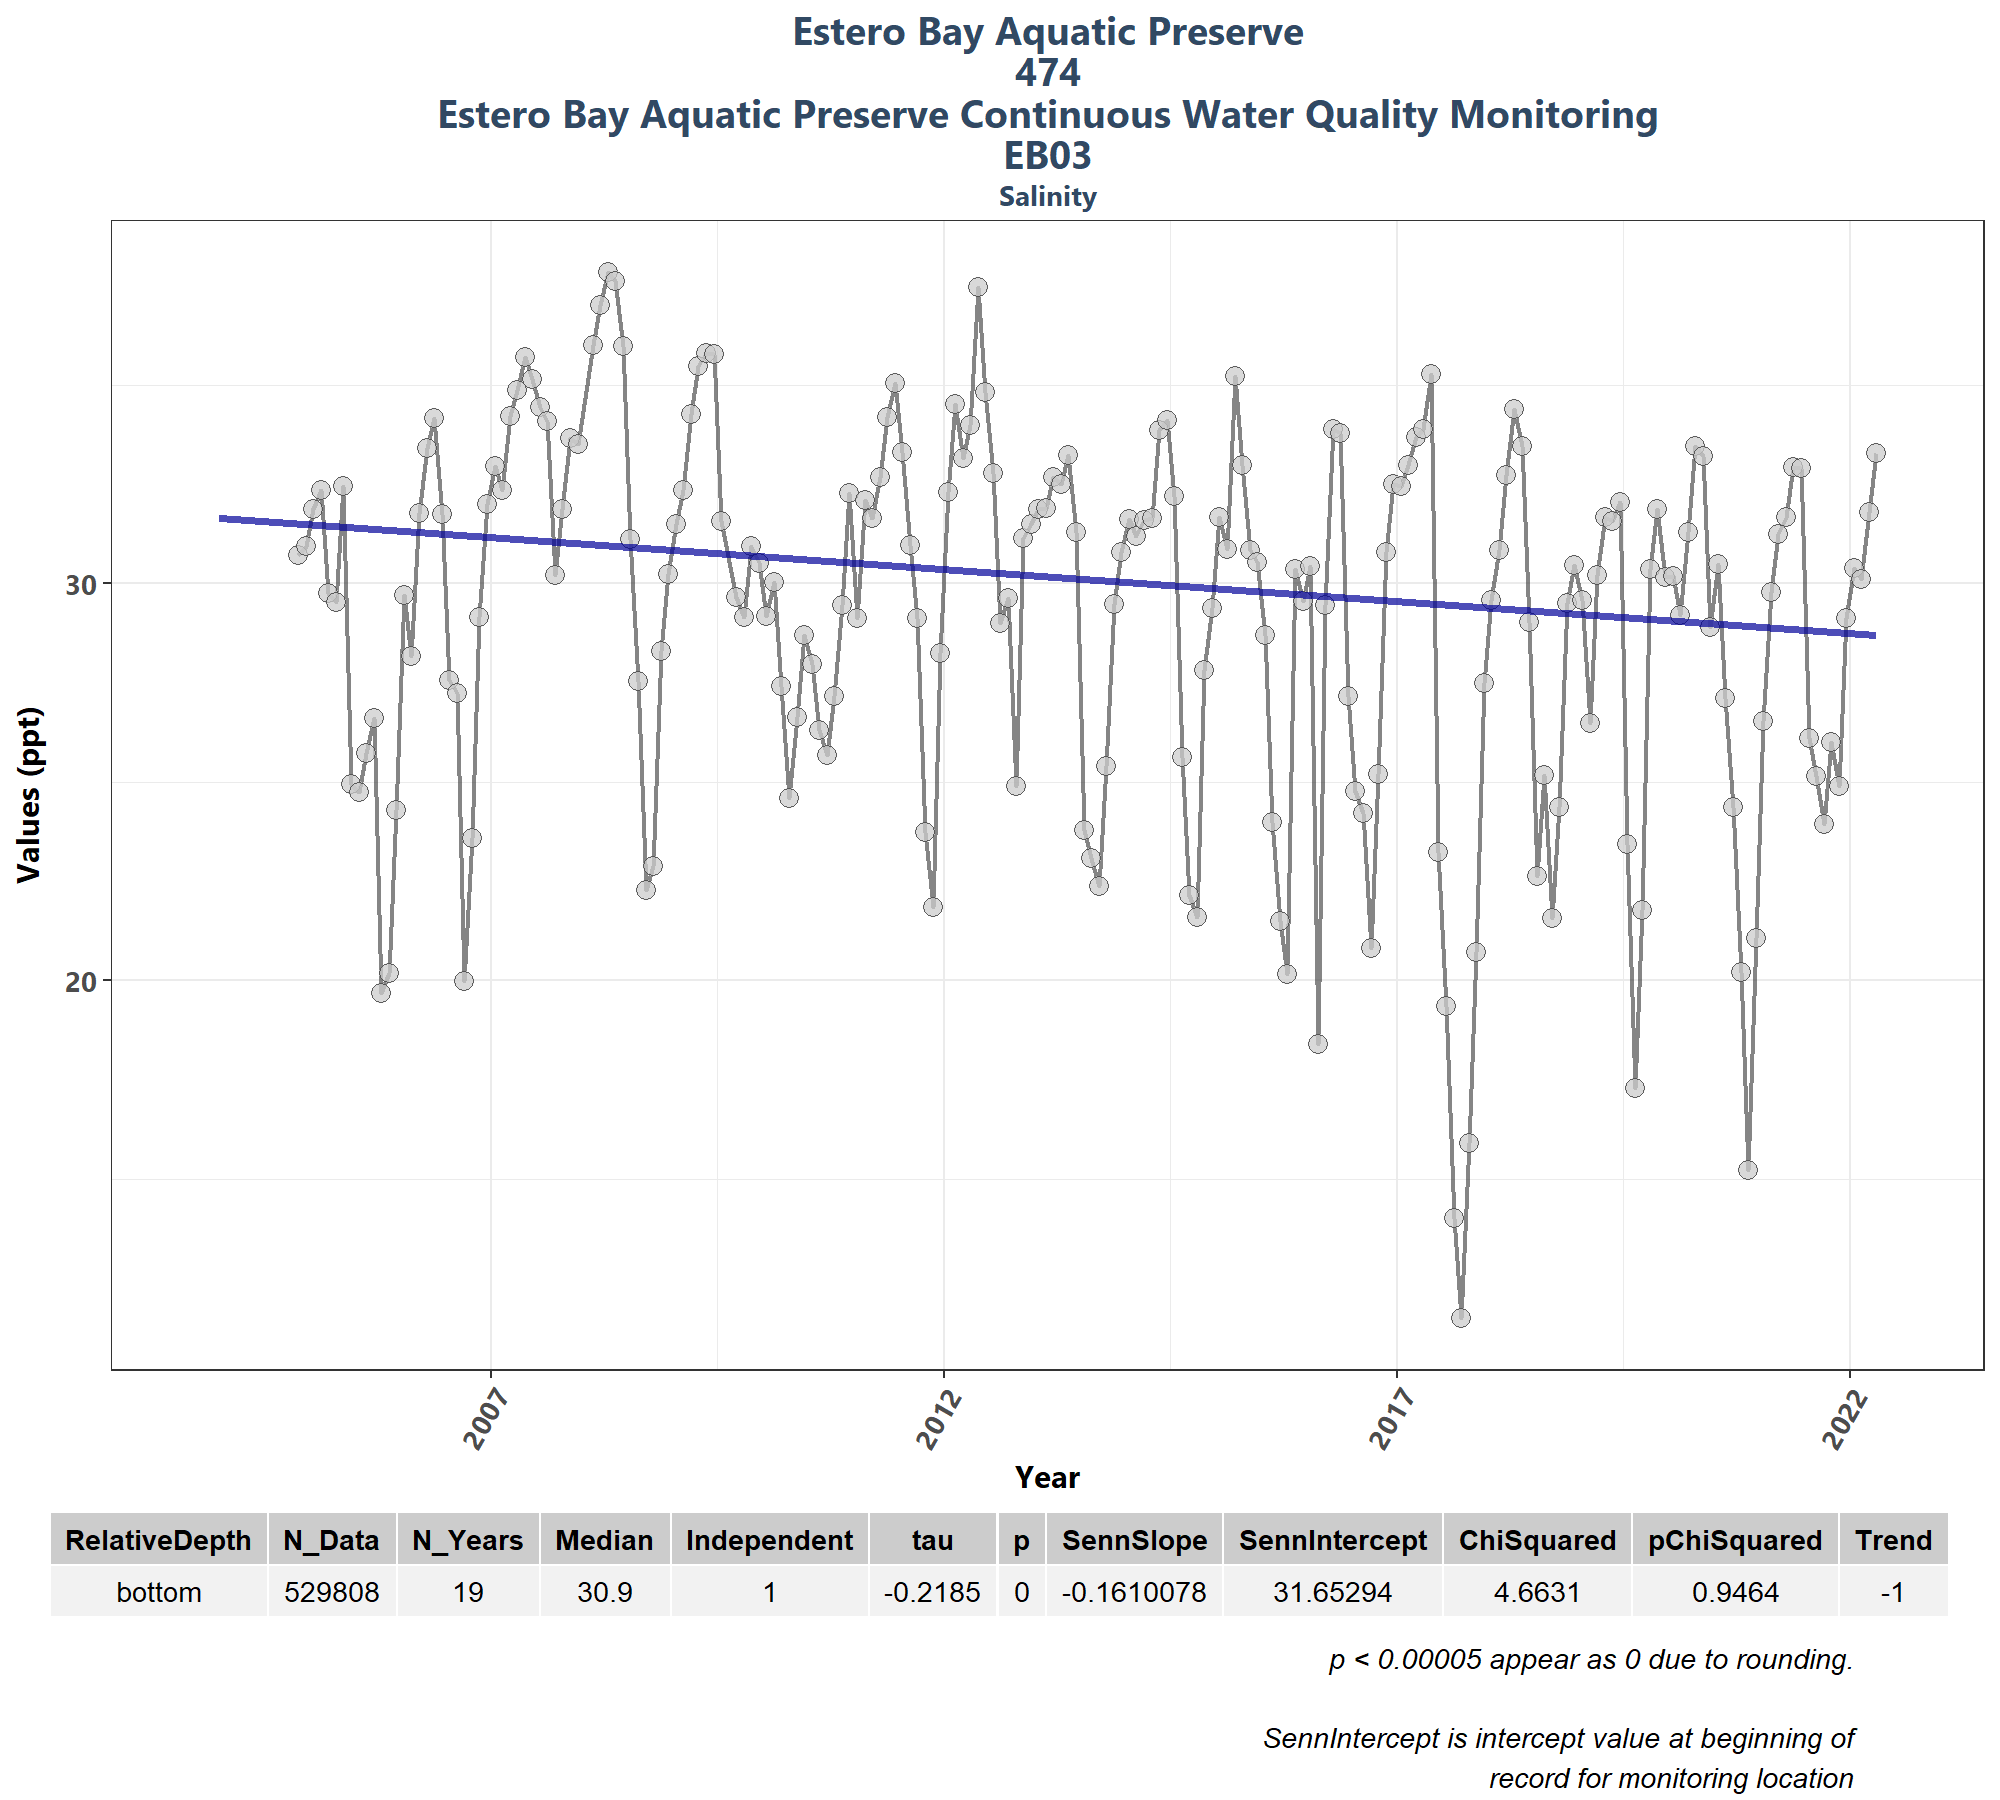 Estero Bay Aquatic Preserve
474
Estero Bay Aquatic Preserve Continuous Water Quality Monitoring
EB03
Salinity
Values (ppt)
30
20
2007 2012 2017 2022
Year
RelativeDepth N_Data N_Years Median Independent tau p SennSlope SennIntercept ChiSquared pChiSquared Trend
bottom 529808 19 30.9 1 -0.2185 0 -0.1610078 31.65294 4.6631 0.9464 -1
p < 0.00005 appear as 0 due to rounding.
SennIntercept is intercept value at beginning of
record for monitoring location